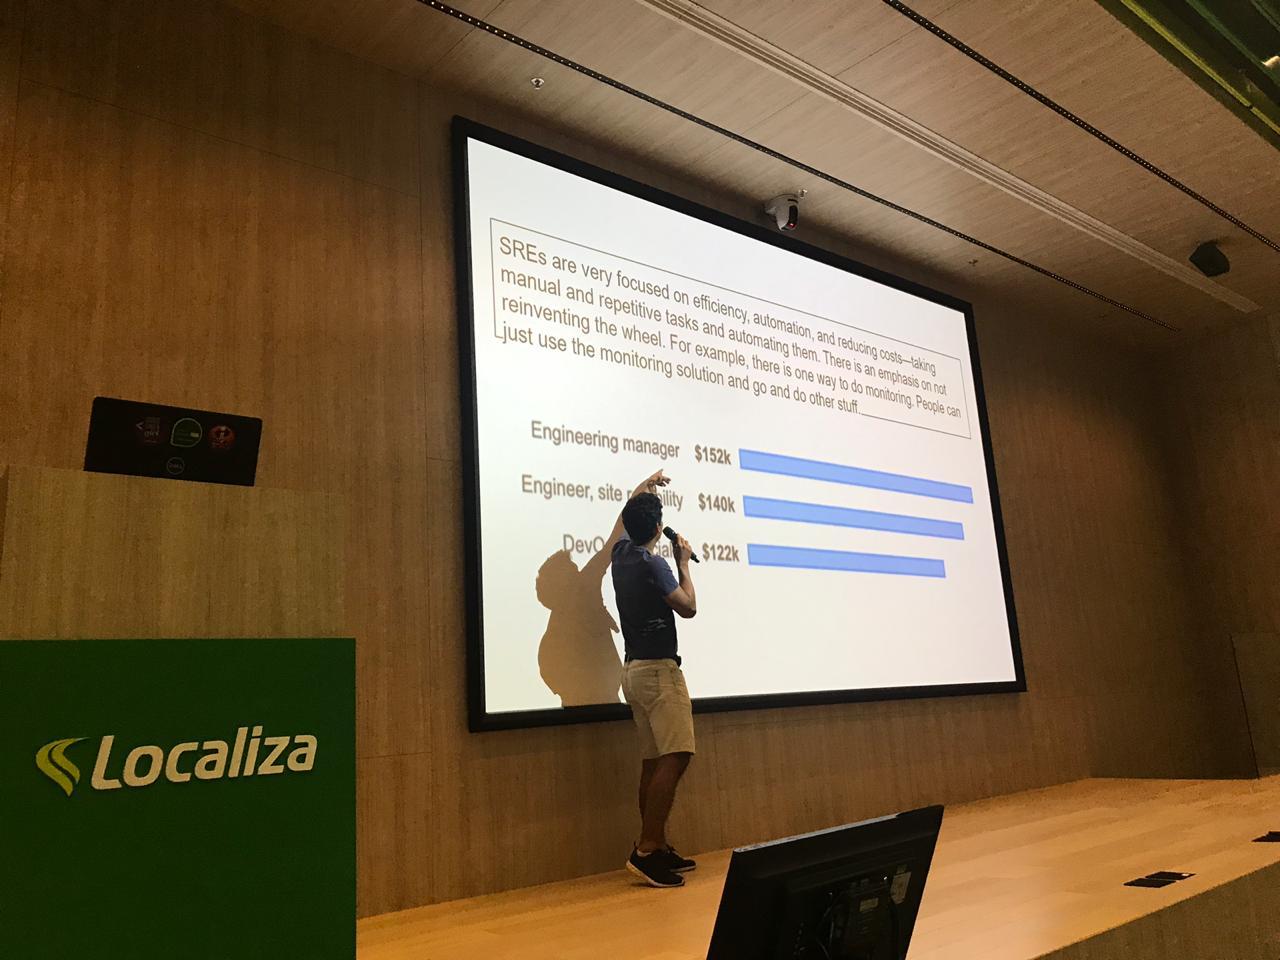 SREs are very focused on efficiency, automation, and reducing costs—taking
manual and repetitive tasks and automating them. There is an emphasis on not
reinventing the wheel. For example, there is one way to do monitoring. People can
just use the monitoring solution and go and do other stuff.
Engineering manager $152k
Engineer, site $140k
$122k
DELL
Localiza